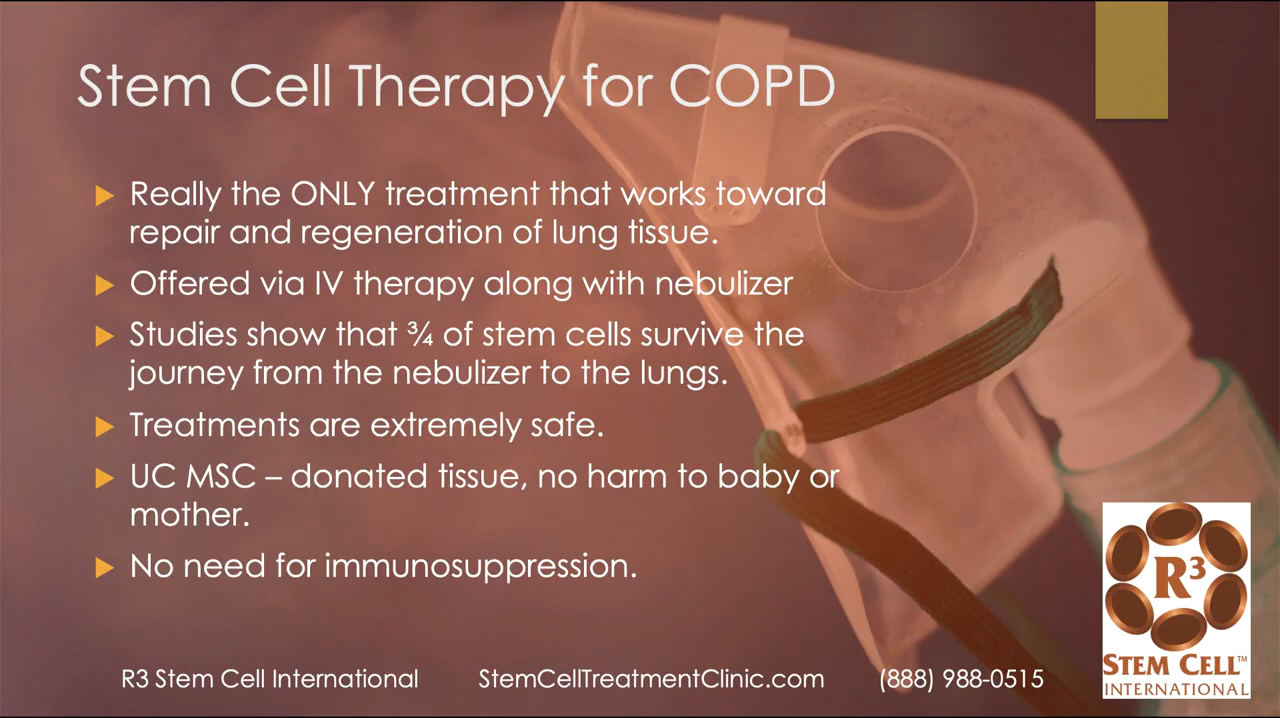 Stem Cell Therapy for COPD
Really the ONLY treatment that works toward
repair and regeneration of lung tissue.
Offered via IV therapy along with nebulizer
Studies show that ¾ of stem cells survive the
journey from the nebulizer to the lungs.
Treatments are extremely safe.
UC MSC – donated tissue, no harm to baby or
mother.
No need for immunosuppression.
R3 Stem Cell International StemCellTreatmentClinic.com (888) 988-0515
R³
STEM CELL™
INTERNATIONAL